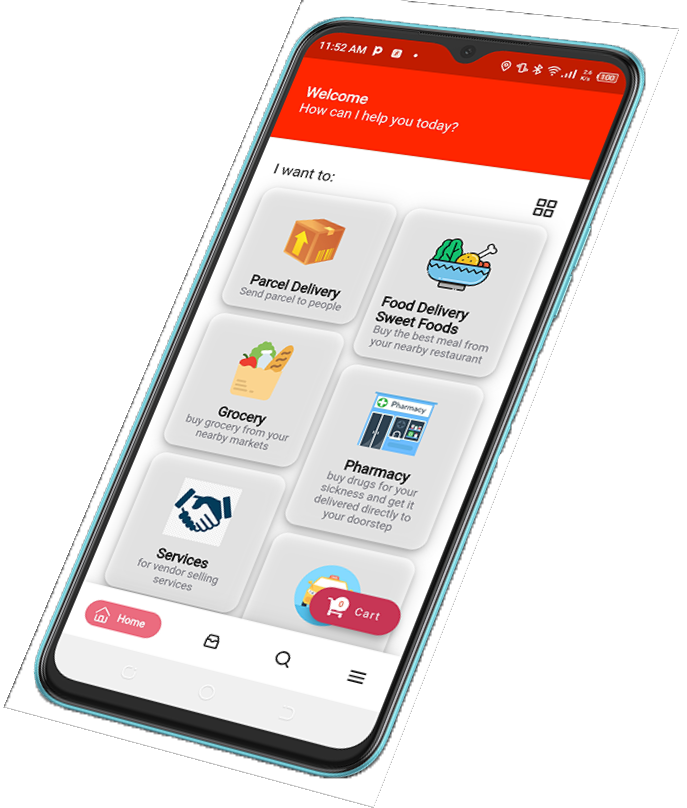 11:52 AM
2.6
K/s
100
Welcome
How can I help you today?
I want to:
Parcel Delivery
Send parcel to people
Food Delivery
Sweet Foods
Buy the best meal from
your nearby restaurant
Grocery
buy grocery from your
nearby markets
Pharmacy
Pharmacy
buy drugs for your
sickness and get it
delivered directly to
your doorstep
Services
for vendor selling
services
0
Cart
Home